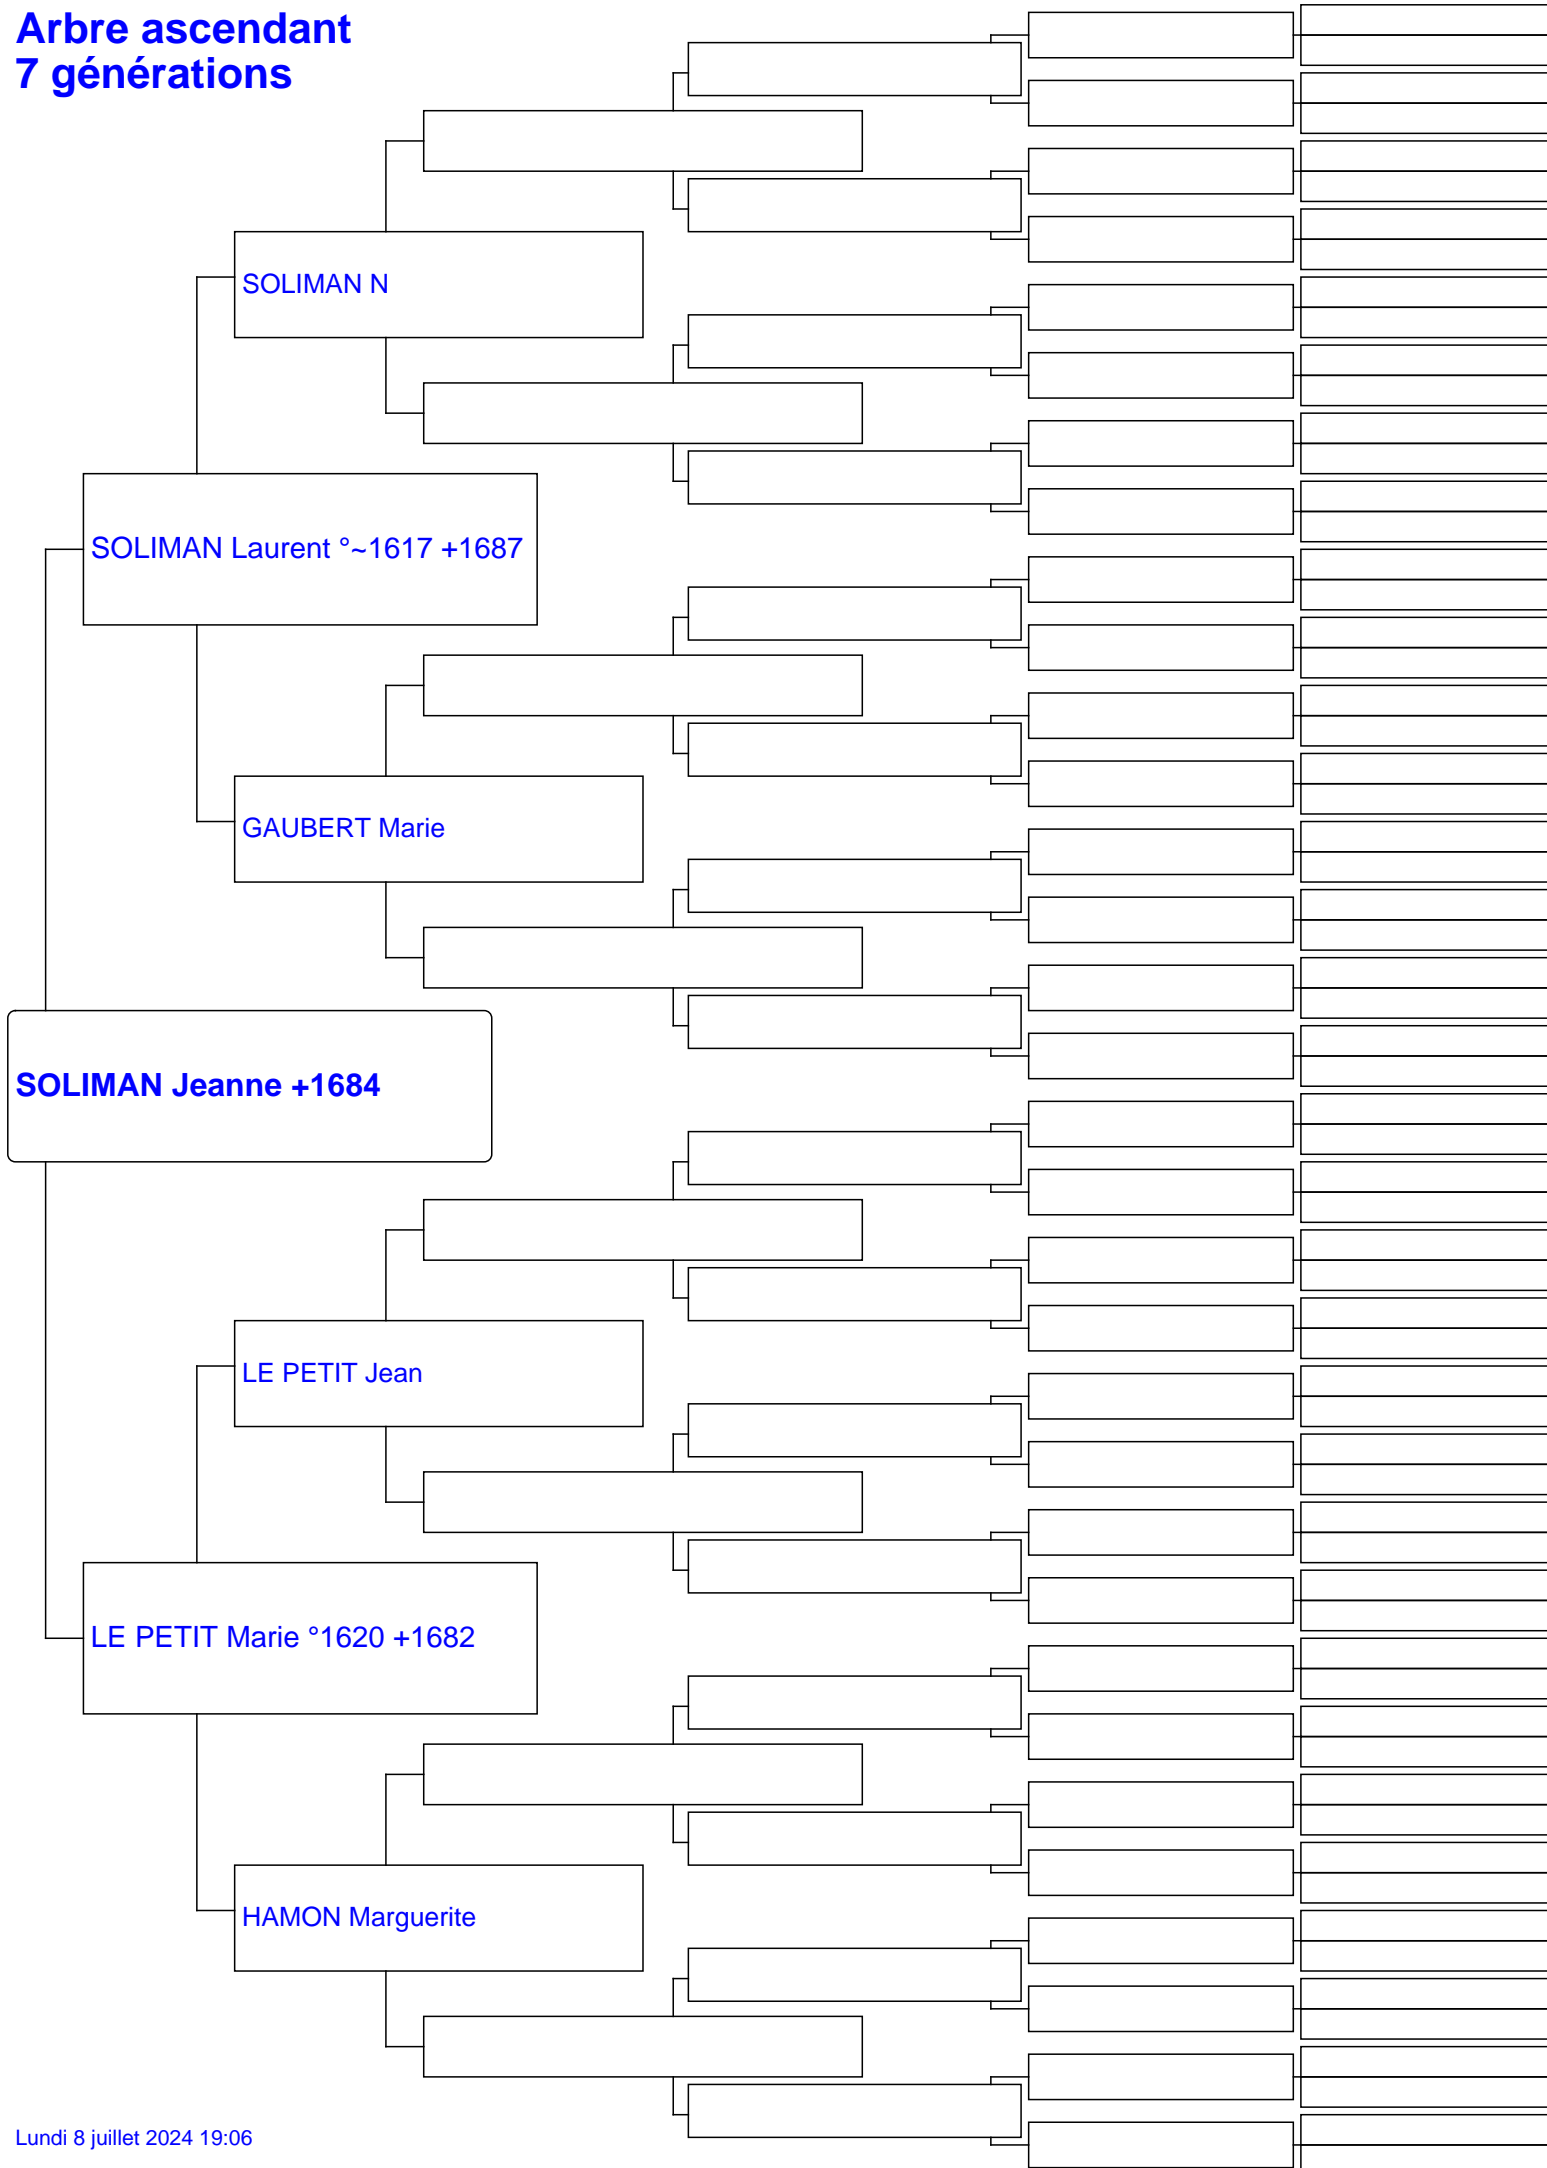 Arbre ascendant
7 générations
SOLIMAN N
SOLIMAN Laurent °~1617 +1687
GAUBERT Marie
SOLIMAN Jeanne +1684
LE PETIT Jean
LE PETIT Marie °1620 +1682
HAMON Marguerite
Lundi 8 juillet 2024 19:06